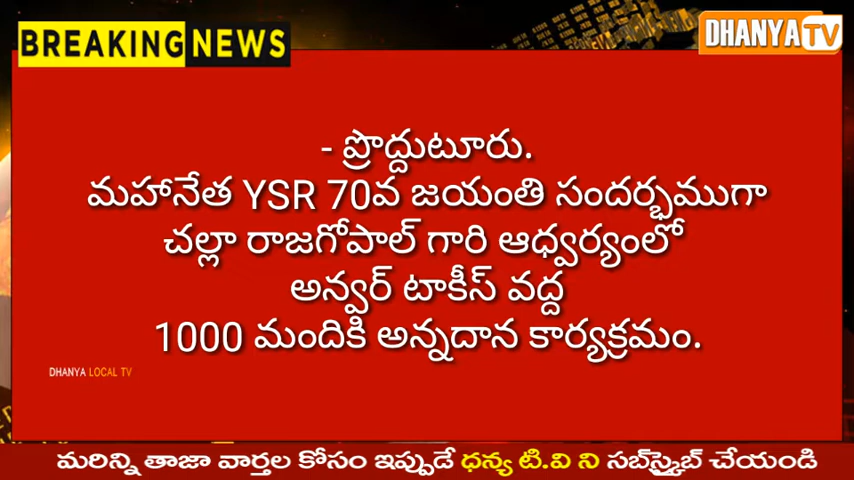 BREAKING NEWS
DHANYA TV
- ప్రొద్దుటూరు.
మహానేత YSR 70వ జయంతి సందర్భముగా
చల్లా రాజగోపాల్ గారి ఆధ్వర్యంలో
అన్వర్ టాకీస్ వద్ద
1000 మందికి అన్నదాన కార్యక్రమం.
DHANYA LOCAL TV
మరిన్ని తాజా వార్తల కోసం ఇప్పుడే ధన్య టి.వి ని సబ్‌స్క్రైబ్ చేయండి